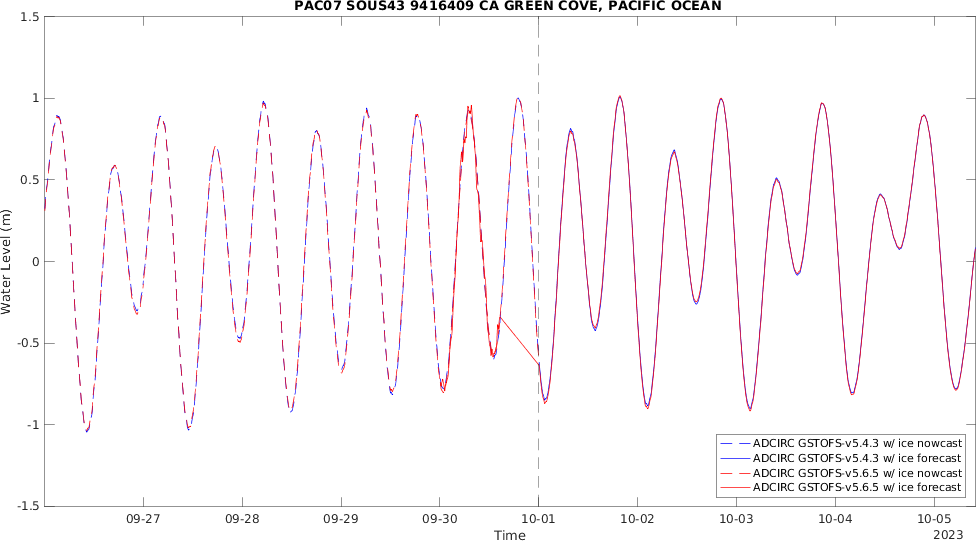 PAC07 SOUS43 9416409 CA GREEN COVE, PACIFIC OCEAN
1.5
1
0.5
0
-0.5
-1
-1.5
Water Level (m)
09-27 09-28 09-29 09-30 10-01 10-02 10-03 10-04 10-05
Time
2023
ADCIRC GSTOFS-v5.4.3 w/ ice nowcast
ADCIRC GSTOFS-v5.4.3 w/ ice forecast
ADCIRC GSTOFS-v5.6.5 w/ ice nowcast
ADCIRC GSTOFS-v5.6.5 w/ ice forecast